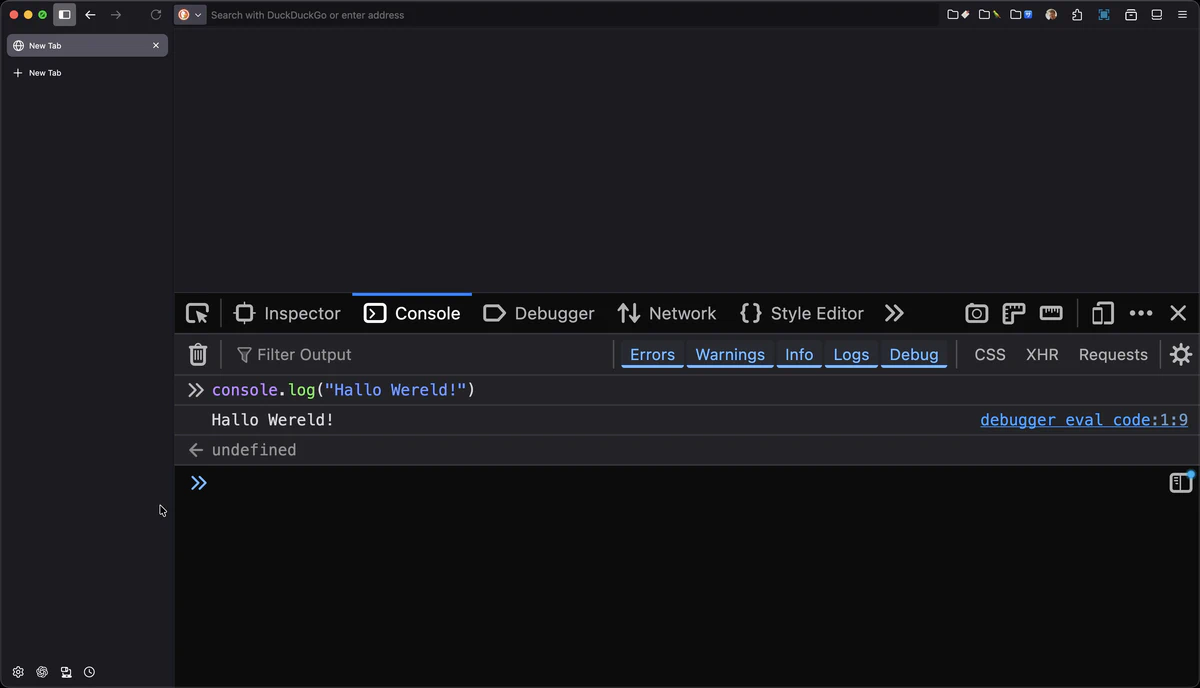 Search with DuckDuckGo or enter address
New Tab
New Tab
Inspector
Console
Debugger
Network
Style Editor
Filter Output
Errors
Warnings
Info
Logs
Debug
CSS
XHR
Requests
console.log("Hallo Wereld!")
Hallo Wereld!
debugger eval code:1:9
undefined